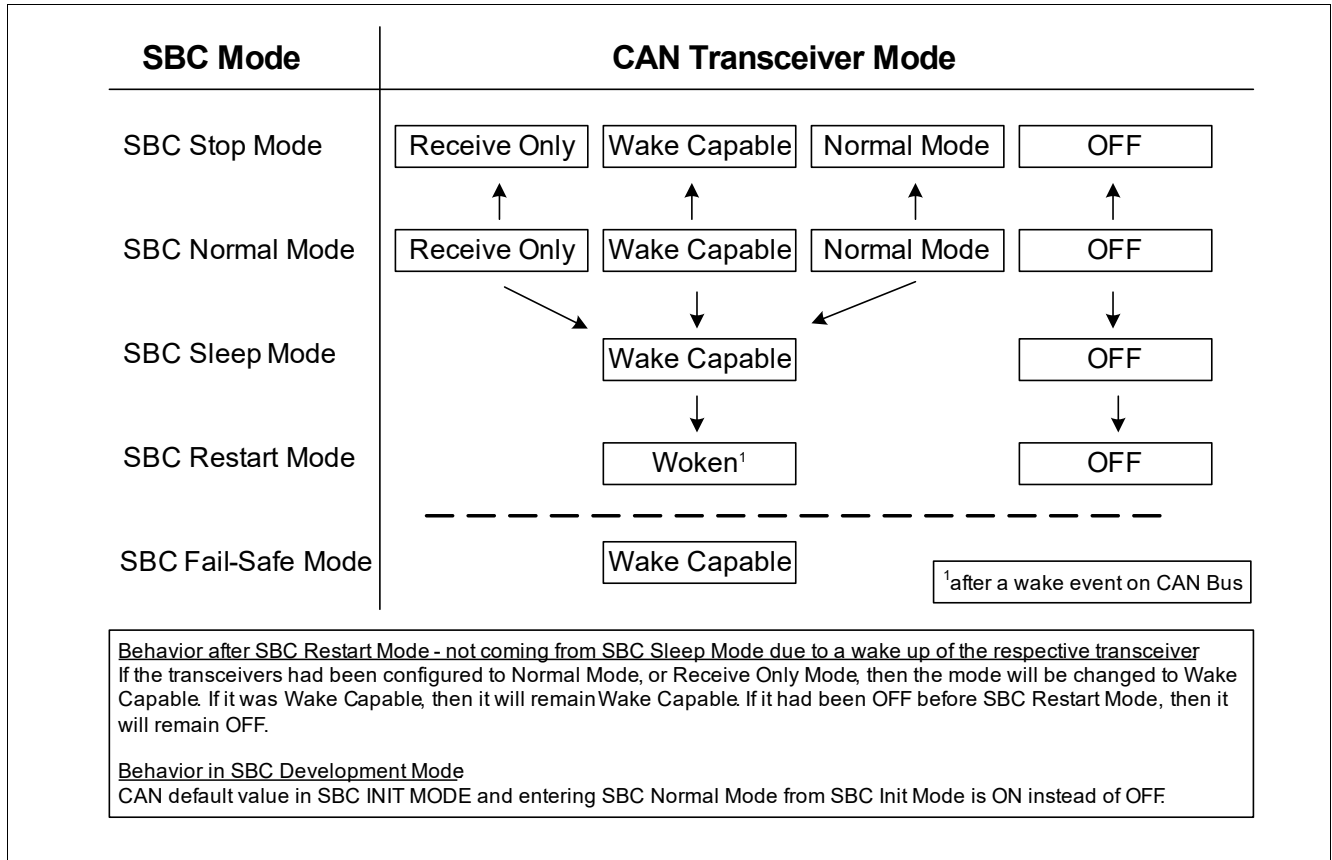 SBC Mode CAN Transceiver Mode
SBC Stop Mode Receive Only Wake Capable Normal Mode OFF
SBC Normal Mode Receive Only Wake Capable Normal Mode OFF
SBC Sleep Mode Wake Capable OFF
SBC Restart Mode Woken¹ OFF
SBC Fail-Safe Mode Wake Capable
¹after a wake event on CAN Bus
Behavior after SBC Restart Mode - not coming from SBC Sleep Mode due to a wake up of the respective transceiver
If the transceivers had been configured to Normal Mode, or Receive Only Mode, then the mode will be changed to Wake
Capable. If it was Wake Capable, then it will remain Wake Capable. If it had been OFF before SBC Restart Mode, then it
will remain OFF.
Behavior in SBC Development Mode
CAN default value in SBC INIT MODE and entering SBC Normal Mode from SBC Init Mode is ON instead of OFF.